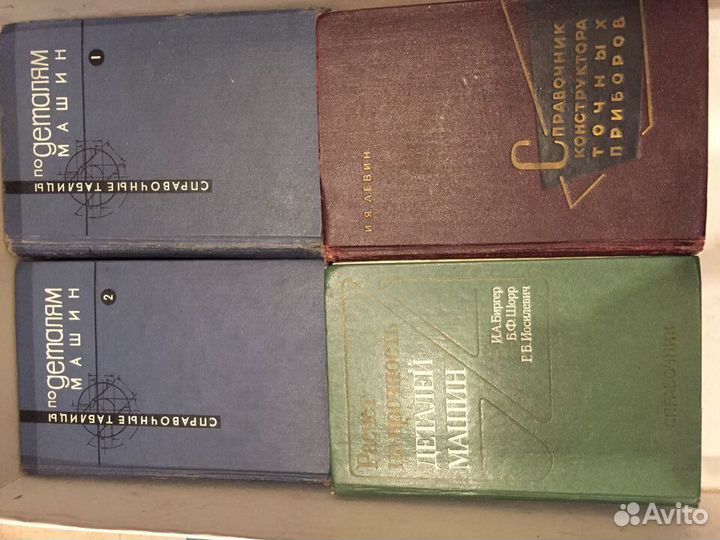 СПРАВОЧНЫЕ ТАБЛИЦЫ
ПО ДЕТАЛЯМ
МАШИН
1
И. Я. ЛЕВИН
СПРАВОЧНИК
КОНСТРУКТОРА
ТОЧНЫХ
ПРИБОРОВ
СПРАВОЧНЫЕ ТАБЛИЦЫ
ПО ДЕТАЛЯМ
МАШИН
2
Расчет
на прочность
ДЕТАЛЕЙ
МАШИН
И.А.Биргер
Б.Ф.Шорр
Г.Б.Иосилевич
СПРАВОЧНИК
Avito